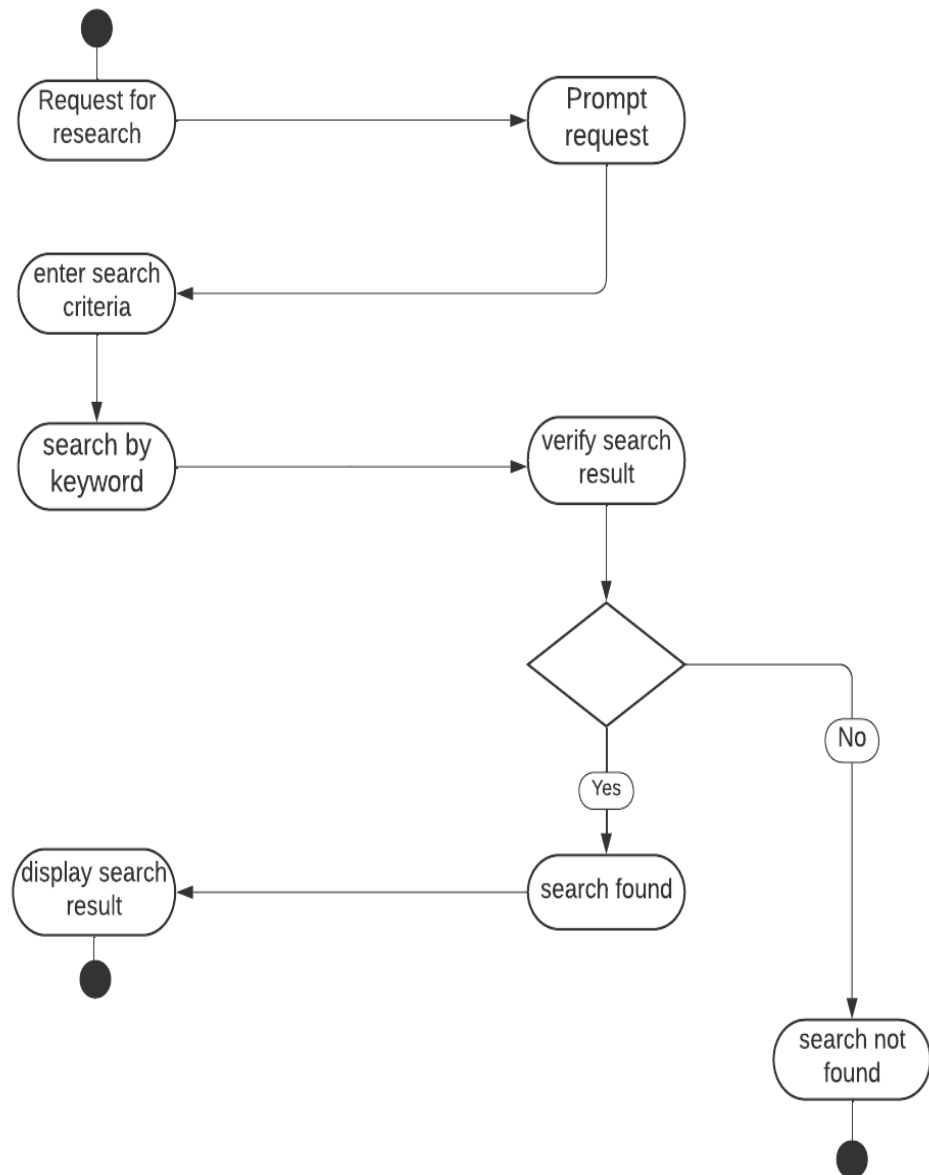 Request for
research
Prompt
request
enter search
criteria
search by
keyword
verify search
result
No
Yes
display search
result
search found
search not
found